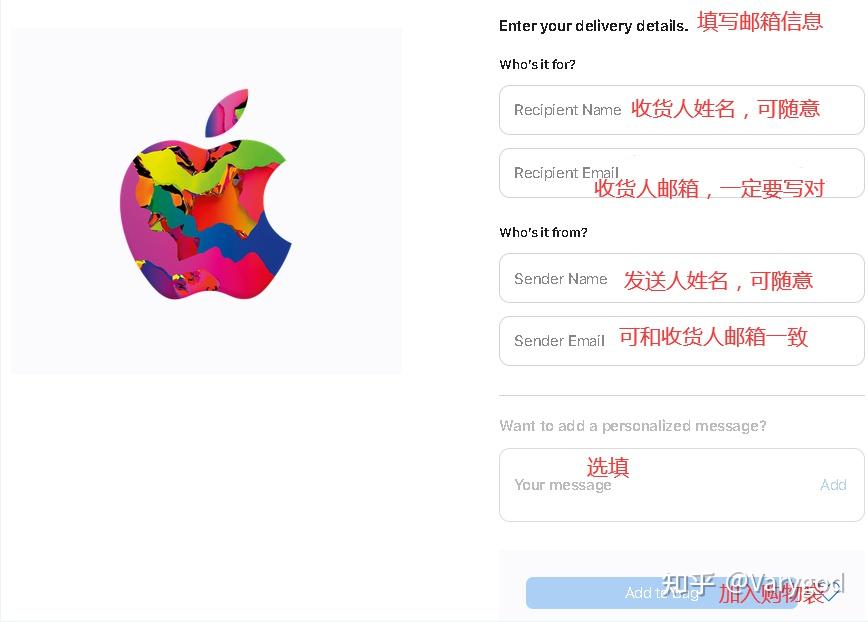 Enter your delivery details. 填写邮箱信息
Who's it for?
Recipient Name 收货人姓名，可随意
Recipient Email
收货人邮箱，一定要写对
Who's it from?
Sender Name 发送人姓名，可随意
Sender Email 可和收货人邮箱一致
Want to add a personalized message?
选填
Your message Add
知乎 @Varygod
Add to Bag 加入购物袋